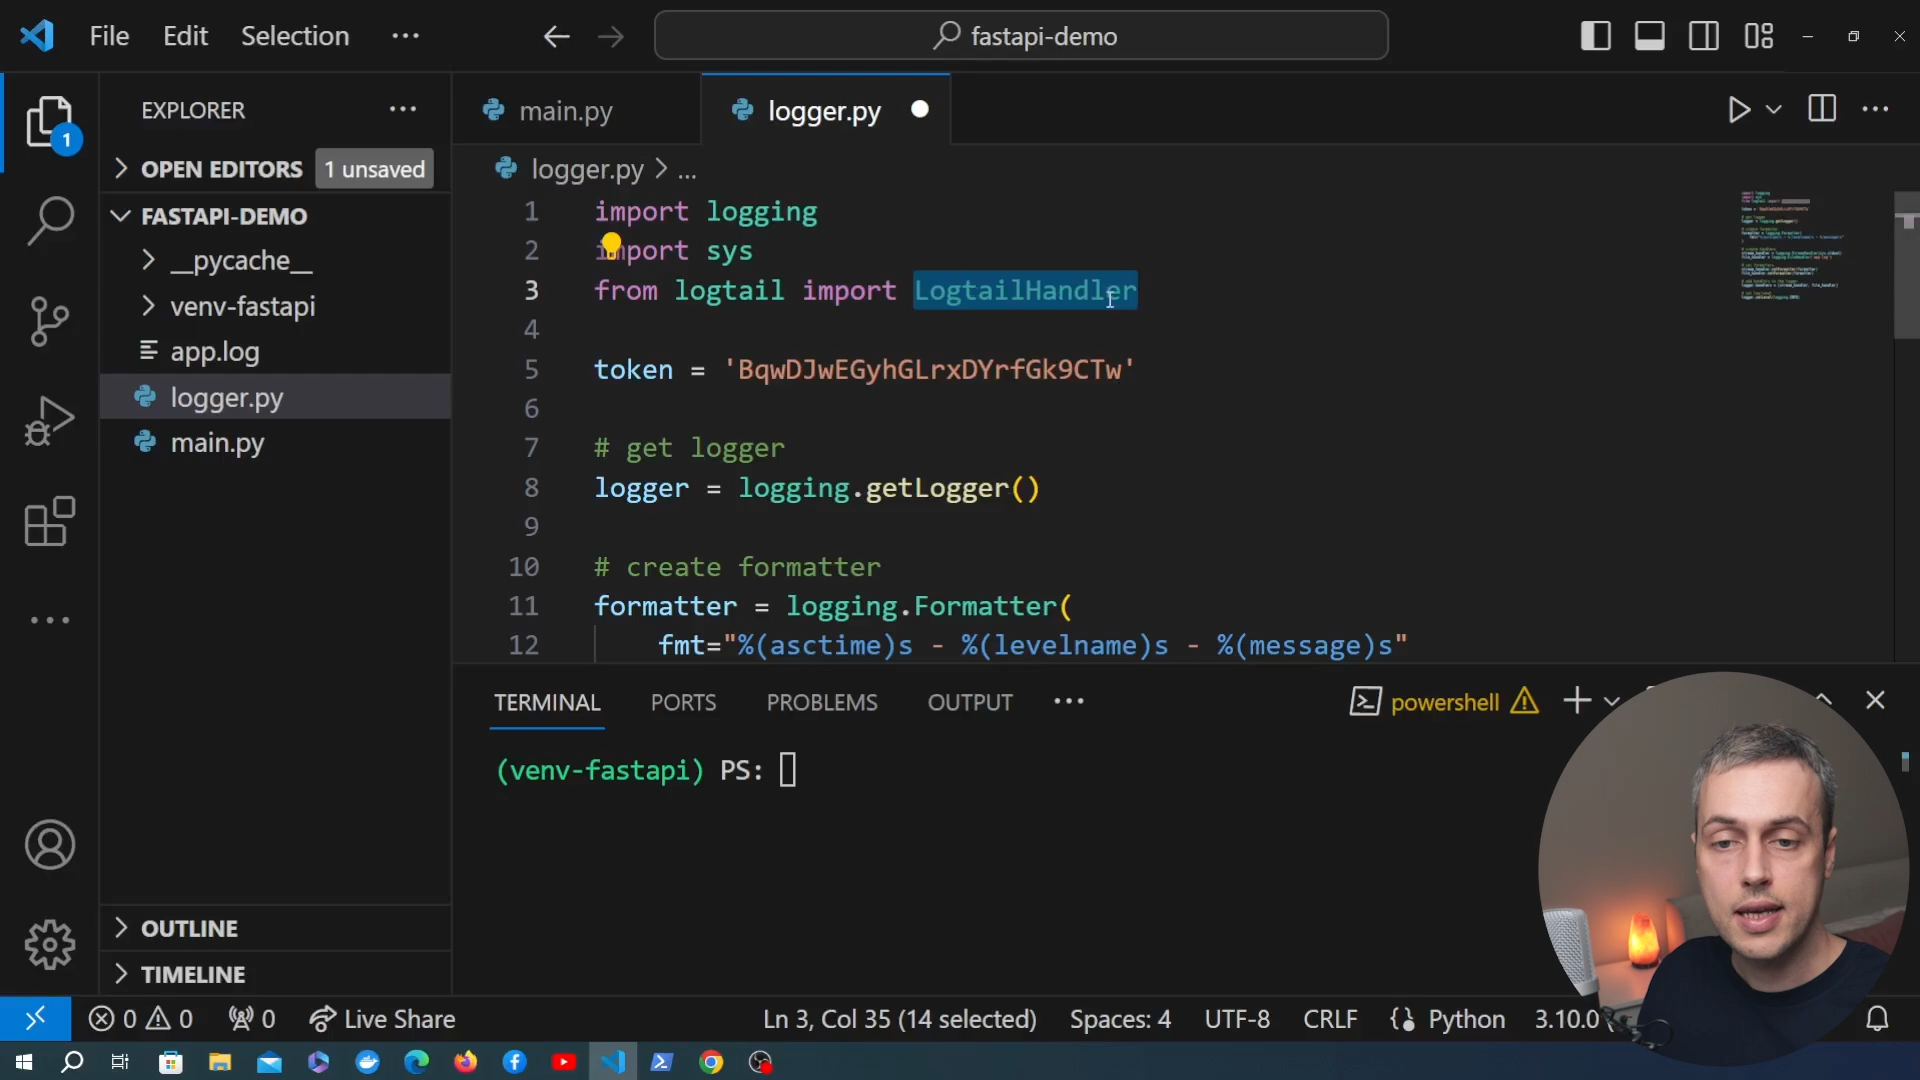 File Edit Selection ···
fastapi-demo
EXPLORER ···
OPEN EDITORS 1 unsaved
FASTAPI-DEMO
__pycache__
venv-fastapi
app.log
logger.py
main.py
OUTLINE
TIMELINE
1
main.py
logger.py
logger.py > ...
1 import logging
2 import sys
3 from logtail import LogtailHandler
4
5 token = 'BqwDJwEGyhGLrxDYrfGk9CTw'
6
7 # get logger
8 logger = logging.getLogger()
9
10 # create formatter
11 formatter = logging.Formatter(
12 fmt="%(asctime)s - %(levelname)s - %(message)s"
TERMINAL PORTS PROBLEMS OUTPUT ···
powershell
(venv-fastapi) PS:
0 0 0 Live Share
Ln 3, Col 35 (14 selected) Spaces: 4 UTF-8 CRLF Python 3.10.0